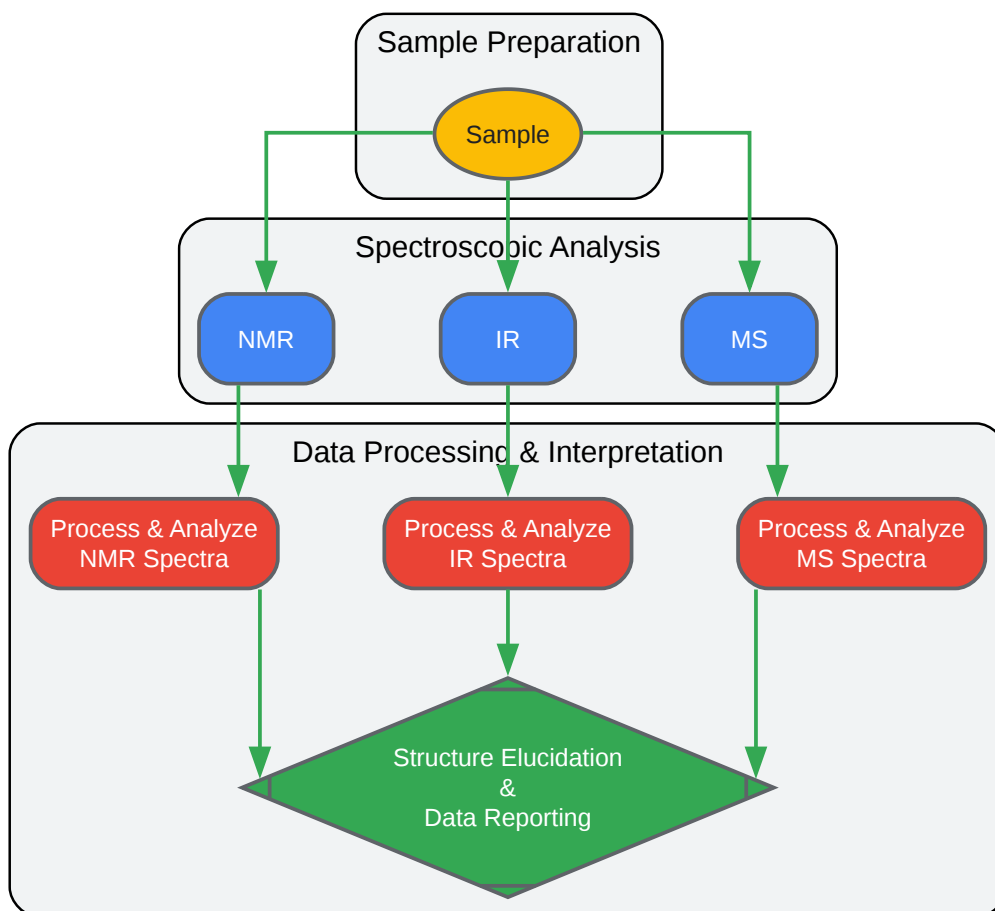 Sample Preparation
Sample
Spectroscopic Analysis
NMR
IR
MS
Data Processing & Interpretation
Process & Analyze
NMR Spectra
Process & Analyze
IR Spectra
Process & Analyze
MS Spectra
Structure Elucidation
&
Data Reporting